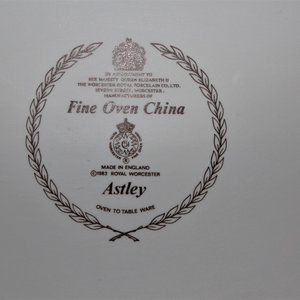 BY APPOINTMENT TO
HER MAJESTY QUEEN ELIZABETH II
THE WORCESTER ROYAL PORCELAIN CO. LTD.
SEVERN STREET, WORCESTER.
MANUFACTURERS OF
Fine Oven China
MADE IN ENGLAND
©1983 ROYAL WORCESTER
Astley
OVEN TO TABLE WARE